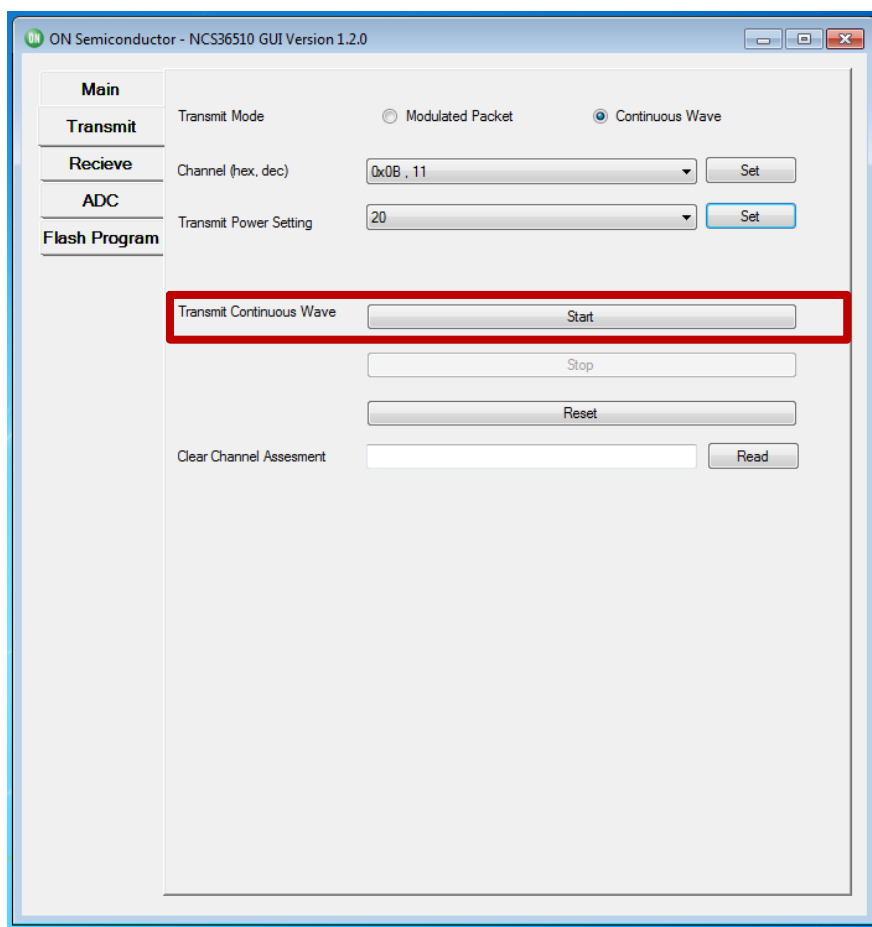 ON ON Semiconductor - NCS36510 GUI Version 1.2.0
Main
Transmit
Recieve
ADC
Flash Program
Transmit Mode Modulated Packet Continuous Wave
Channel (hex, dec) 0x0B , 11 Set
Transmit Power Setting 20 Set
Transmit Continuous Wave Start
Stop
Reset
Clear Channel Assesment Read